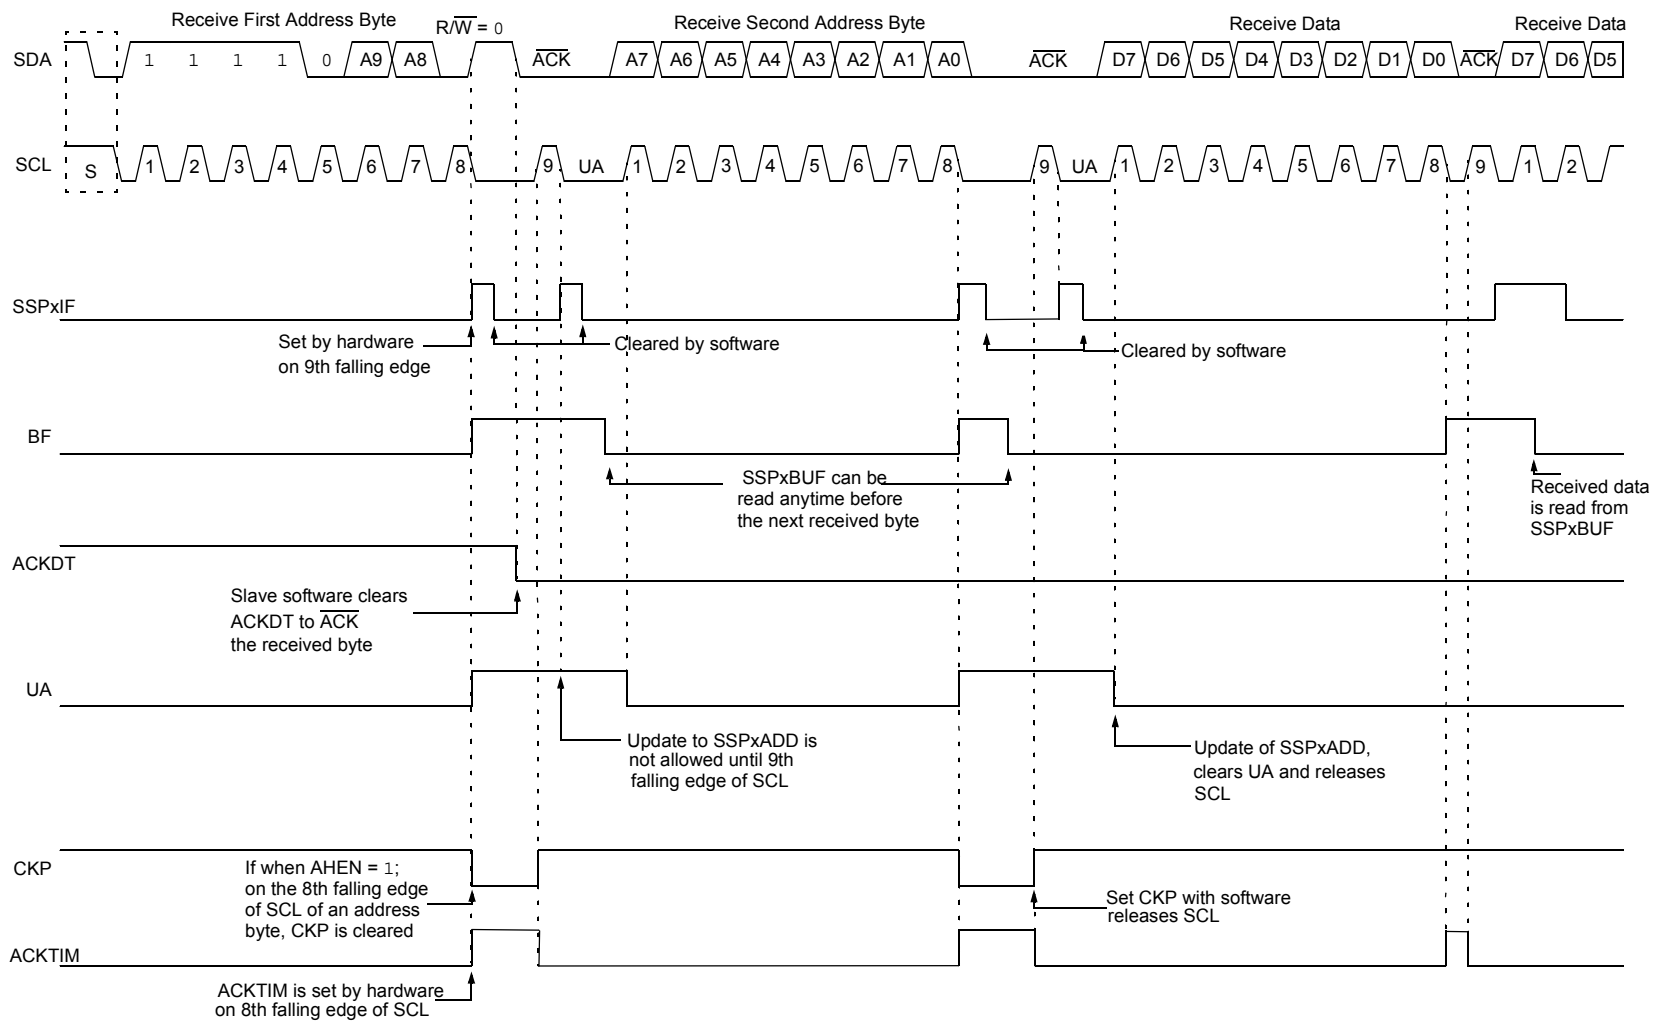 Receive First Address Byte
R/W = 0
Receive Second Address Byte
Receive Data
Receive Data
SDA
1 1 1 1 0 A9 A8 ACK A7 A6 A5 A4 A3 A2 A1 A0 ACK D7 D6 D5 D4 D3 D2 D1 D0 ACK D7 D6 D5
SCL
S 1 2 3 4 5 6 7 8 9 UA 1 2 3 4 5 6 7 8 9 UA 1 2 3 4 5 6 7 8 9 1 2
SSPxIF
Set by hardware
on 9th falling edge
Cleared by software
Cleared by software
BF
SSPxBUF can be
read anytime before
the next received byte
Received data
is read from
SSPxBUF
ACKDT
Slave software clears
ACKDT to ACK
the received byte
UA
Update to SSPxADD is
not allowed until 9th
falling edge of SCL
Update of SSPxADD,
clears UA and releases
SCL
CKP
If when AHEN = 1;
on the 8th falling edge
of SCL of an address
byte, CKP is cleared
Set CKP with software
releases SCL
ACKTIM
ACKTIM is set by hardware
on 8th falling edge of SCL